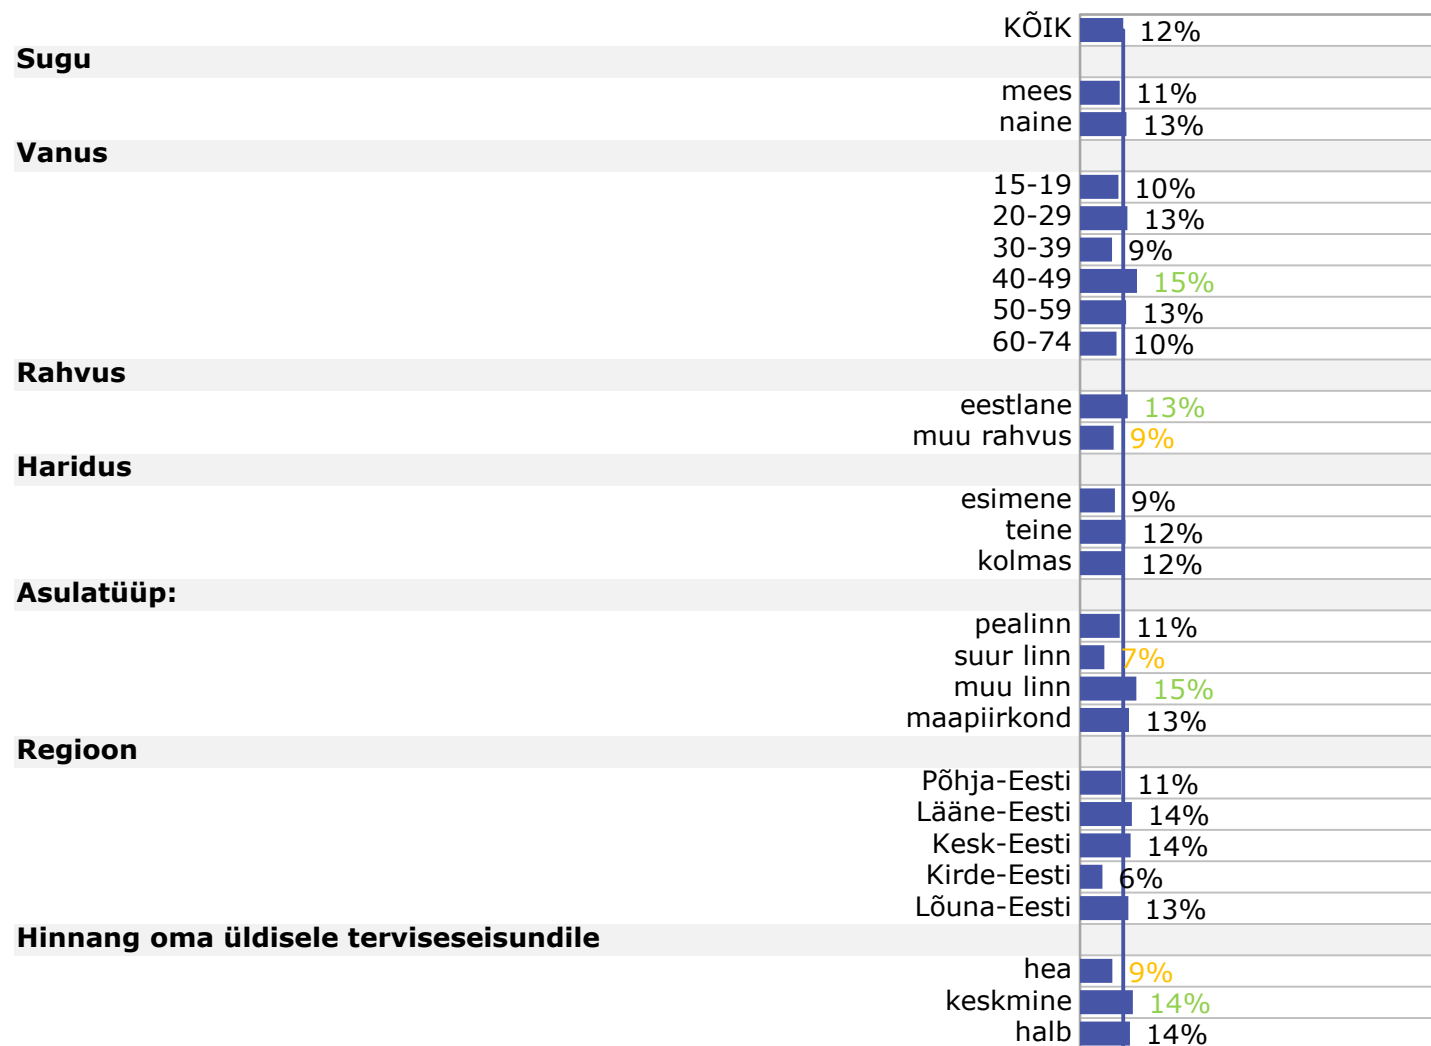 KÕIK 12%
Sugu
mees 11%
naine 13%
Vanus
15-19 10%
20-29 13%
30-39 9%
40-49 15%
50-59 13%
60-74 10%
Rahvus
eestlane 13%
muu rahvus 9%
Haridus
esimene 9%
teine 12%
kolmas 12%
Asulatüüp:
pealinn 11%
suur linn 7%
muu linn 15%
maapiirkond 13%
Regioon
Põhja-Eesti 11%
Lääne-Eesti 14%
Kesk-Eesti 14%
Kirde-Eesti 6%
Lõuna-Eesti 13%
Hinnang oma üldisele terviseseisundile
hea 9%
keskmine 14%
halb 14%